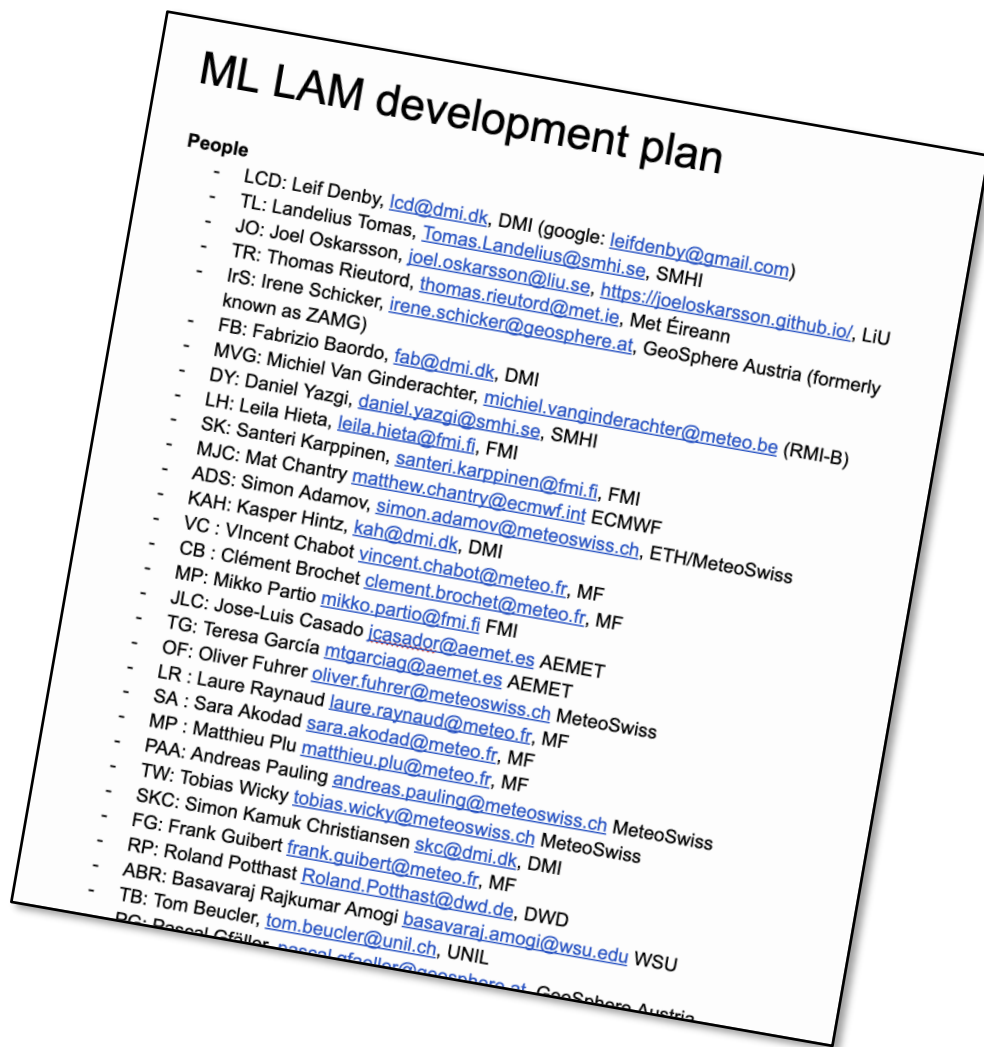 ML LAM development plan
People
- LCD: Leif Denby, lcd@dmi.dk, DMI (google: leifdenby@gmail.com)
- TL: Landelius Tomas, Tomas.Landelius@smhi.se, SMHI
- JO: Joel Oskarsson, joel.oskarsson@liu.se, https://joeloskarsson.github.io/, LiU
- TR: Thomas Rieutord, thomas.rieutord@met.ie, Met Éireann
- IrS: Irene Schicker, irene.schicker@geosphere.at, GeoSphere Austria (formerly
known as ZAMG)
- FB: Fabrizio Baordo, fab@dmi.dk, DMI
- MVG: Michiel Van Ginderachter, michiel.vanginderachter@meteo.be (RMI-B)
- DY: Daniel Yazgi, daniel.yazgi@smhi.se, SMHI
- LH: Leila Hieta, leila.hieta@fmi.fi, FMI
- SK: Santeri Karppinen, santeri.karppinen@fmi.fi, FMI
- MJC: Mat Chantry matthew.chantry@ecmwf.int ECMWF
- ADS: Simon Adamov, simon.adamov@meteoswiss.ch, ETH/MeteoSwiss
- KAH: Kasper Hintz, kah@dmi.dk, DMI
- VC : VIncent Chabot vincent.chabot@meteo.fr, MF
- CB : Clément Brochet clement.brochet@meteo.fr, MF
- MP: Mikko Partio mikko.partio@fmi.fi FMI
- JLC: Jose-Luis Casado jcasador@aemet.es AEMET
- TG: Teresa García mtgarciag@aemet.es AEMET
- OF: Oliver Fuhrer oliver.fuhrer@meteoswiss.ch MeteoSwiss
- LR : Laure Raynaud laure.raynaud@meteo.fr, MF
- SA : Sara Akodad sara.akodad@meteo.fr, MF
- MP : Matthieu Plu matthieu.plu@meteo.fr, MF
- PAA: Andreas Pauling andreas.pauling@meteoswiss.ch MeteoSwiss
- TW: Tobias Wicky tobias.wicky@meteoswiss.ch MeteoSwiss
- SKC: Simon Kamuk Christiansen skc@dmi.dk, DMI
- FG: Frank Guibert frank.guibert@meteo.fr, MF
- RP: Roland Potthast Roland.Potthast@dwd.de, DWD
- ABR: Basavaraj Rajkumar Amogi basavaraj.amogi@wsu.edu WSU
- TB: Tom Beucler, tom.beucler@unil.ch, UNIL
PG: Pascal Gfäller, pascal.gfaeller@geosphere.at, GeoSphere Austria